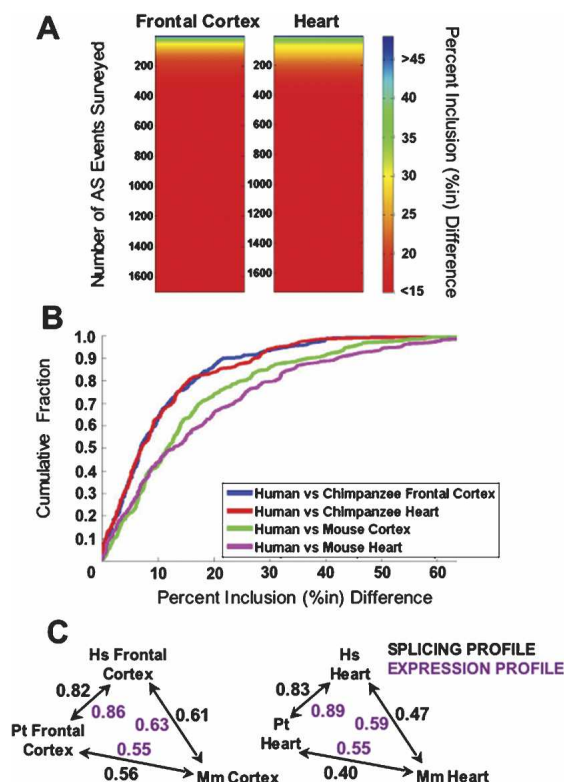 A
Frontal Cortex Heart
Number of AS Events Surveyed
200
400
600
800
1000
1200
1400
1600
200
400
600
800
1000
1200
1400
1600
>45
40
35
30
25
20
<15
Percent Inclusion (%in) Difference
B
Cumulative Fraction
1.0
0.9
0.8
0.7
0.6
0.5
0.4
0.3
0.2
0.1
0 10 20 30 40 50 60
Human vs Chimpanzee Frontal Cortex
Human vs Chimpanzee Heart
Human vs Mouse Cortex
Human vs Mouse Heart
Percent Inclusion (%in) Difference
C
SPLICING PROFILE
EXPRESSION PROFILE
Hs Frontal
Cortex
0.82
0.86
0.63
0.61
Pt Frontal
Cortex
0.55
0.56
Mm Cortex
Hs
Heart
0.83
0.89
0.59
0.47
Pt
Heart
0.55
0.40
Mm Heart